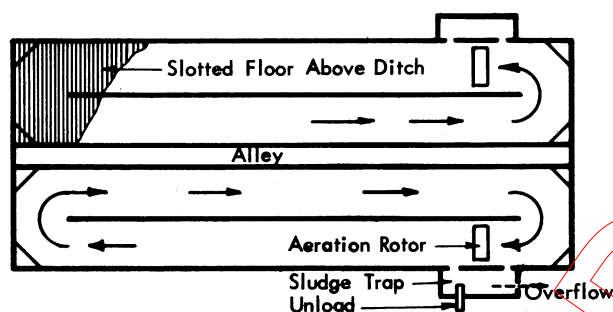 Slotted Floor Above Ditch
Alley
Aeration Rotor
Sludge Trap
Overflow
Unload